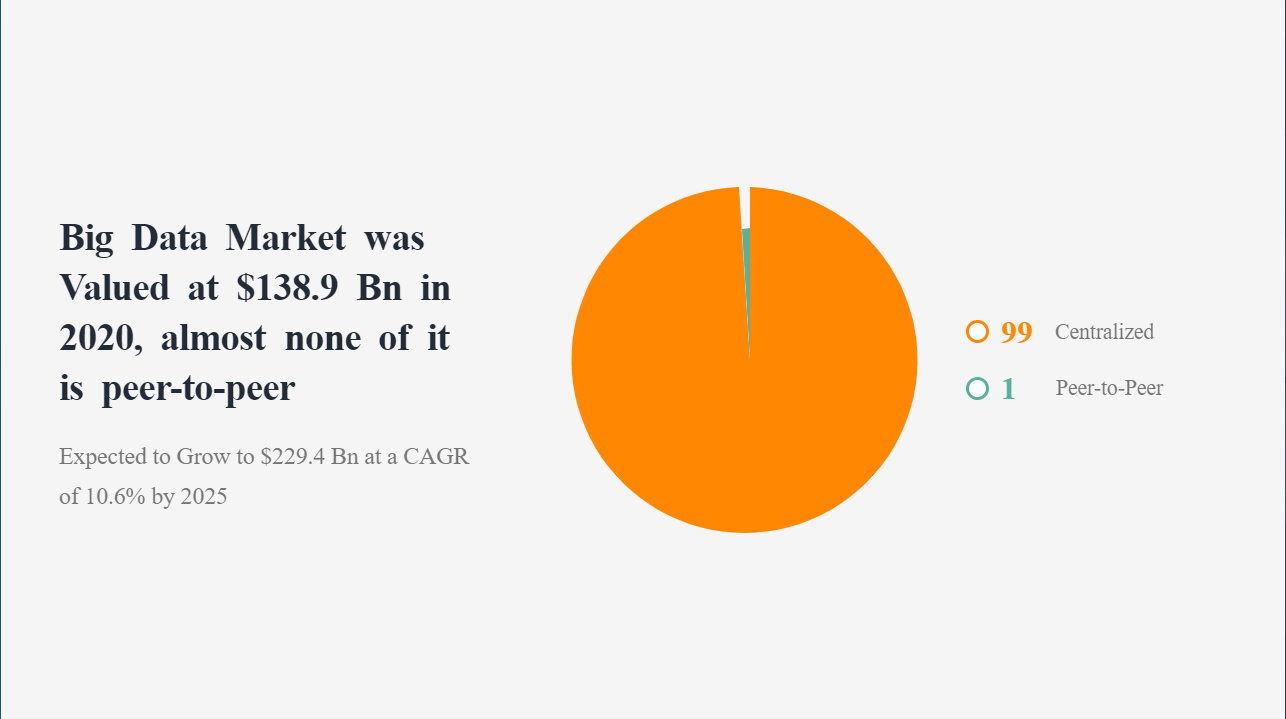 Big Data Market was
Valued at $138.9 Bn in
2020, almost none of it
is peer-to-peer
Expected to Grow to $229.4 Bn at a CAGR
of 10.6% by 2025
99 Centralized
1 Peer-to-Peer